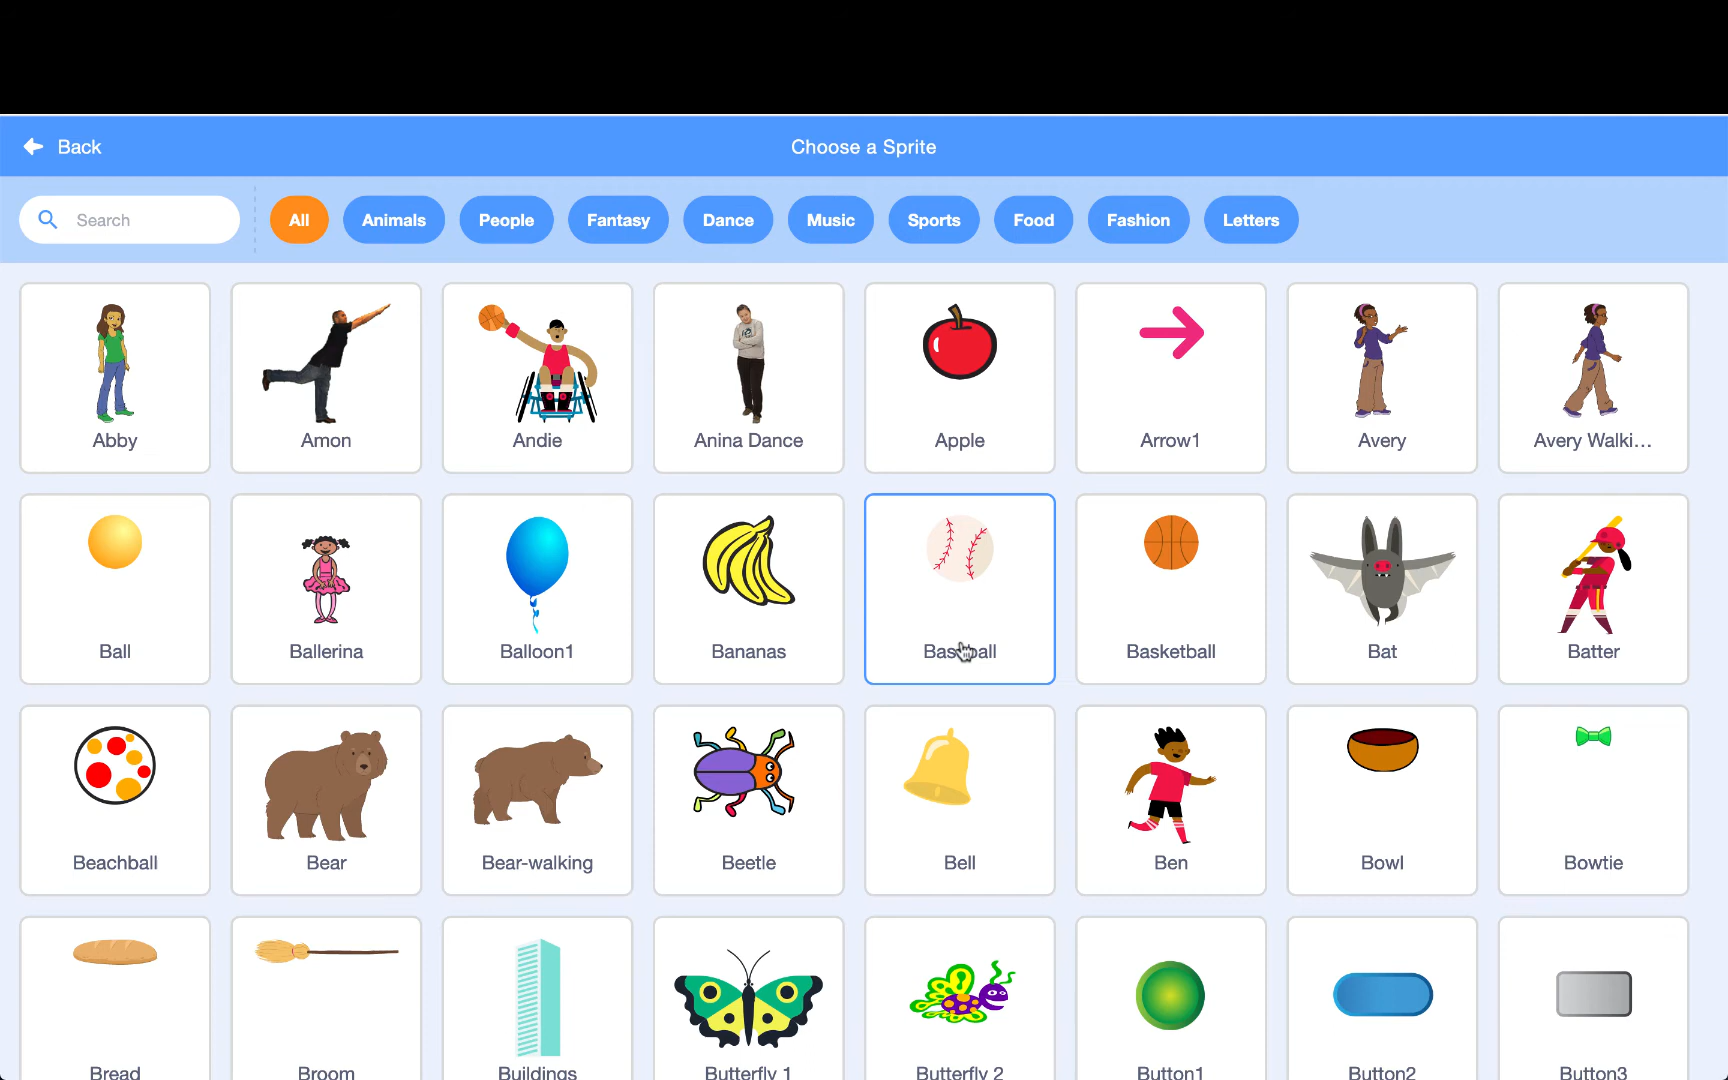 Back
Choose a Sprite
Search
All
Animals
People
Fantasy
Dance
Music
Sports
Food
Fashion
Letters
Abby
Amon
Andie
Anina Dance
Apple
Arrow1
Avery
Avery Walki...
Ball
Ballerina
Balloon1
Bananas
Baseball
Basketball
Bat
Batter
Beachball
Bear
Bear-walking
Beetle
Bell
Ben
Bowl
Bowtie
Bread
Broom
Buildings
Butterfly 1
Butterfly 2
Button1
Button2
Button3